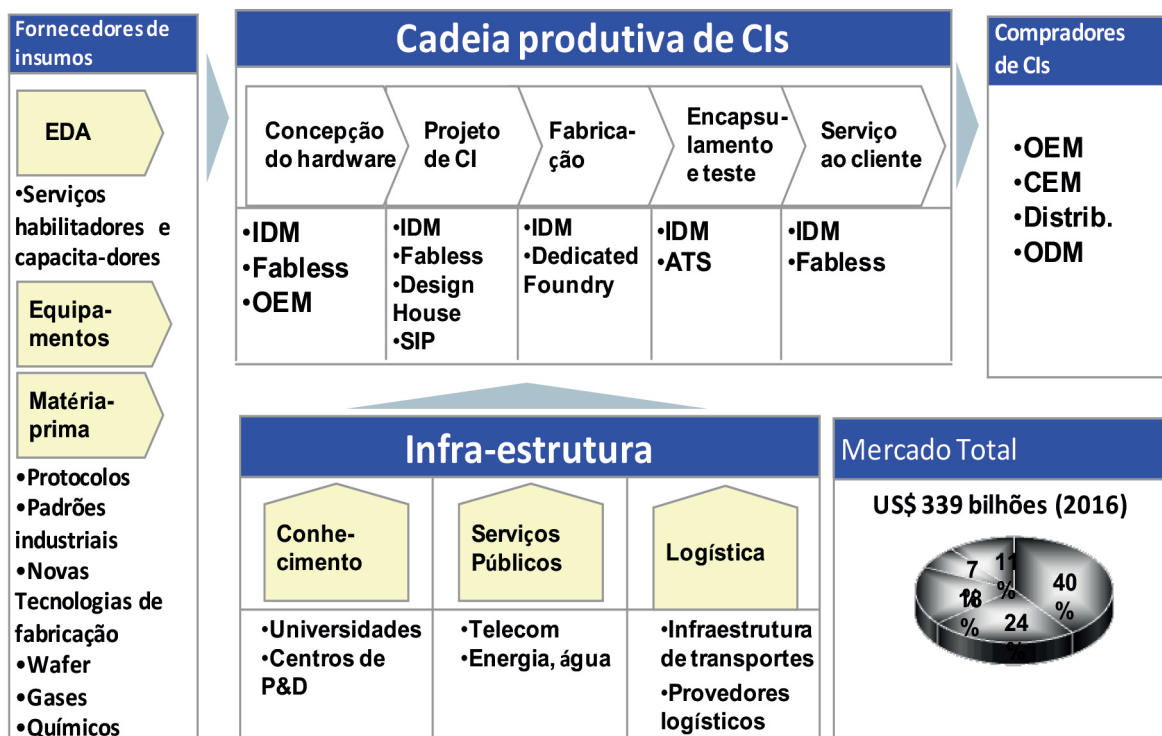 Fornecedores de
insumos
EDA
•Serviços
habilitadores e
capacita-dores
Equipa-
mentos
Matéria-
prima
•Protocolos
•Padrões
industriais
•Novas
Tecnologias de
fabricação
•Wafer
•Gases
•Químicos
Cadeia produtiva de CIs
Concepção
do hardware
Projeto
de CI
Fabrica-
ção
Encapsu-
lamento
e teste
Serviço
ao cliente
•IDM
•Fabless
•OEM
•IDM
•Fabless
•Design
House
•SIP
•IDM
•Dedicated
Foundry
•IDM
•ATS
•IDM
•Fabless
Compradores
de CIs
•OEM
•CEM
•Distrib.
•ODM
Infra-estrutura
Conhe-
cimento
Serviços
Públicos
Logística
•Universidades
•Centros de
P&D
•Telecom
•Energia, água
•Infraestrutura
de transportes
•Provedores
logísticos
Mercado Total
US$ 339 bilhões (2016)
40
%
24
%
18
%
7
%
11
%